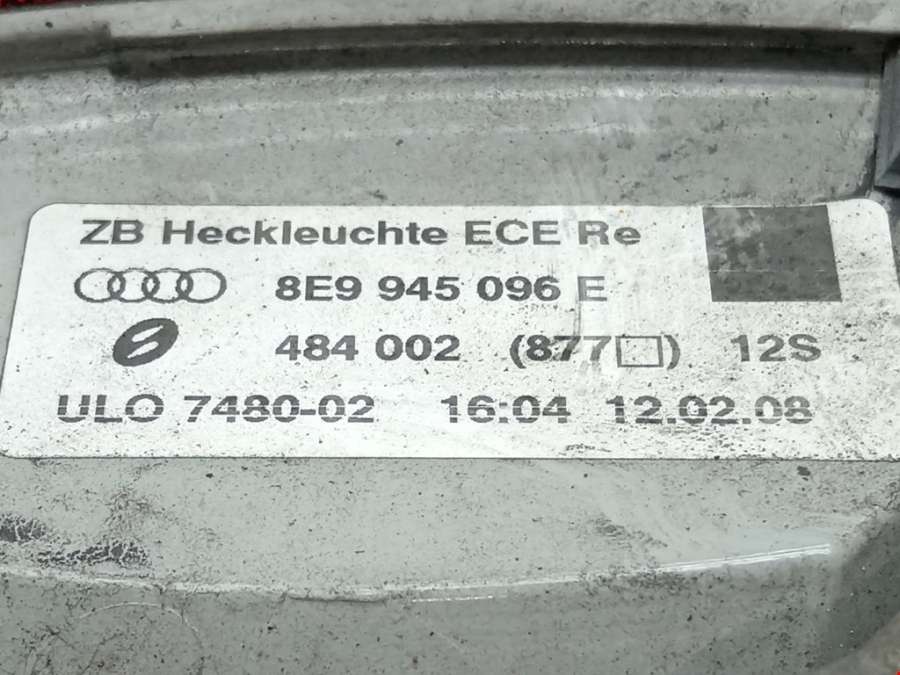 ZB Heckleuchte ECE Re
8E9 945 096 E
484 002 (877□) 12S
ULO 7480-02 16:04 12.02.08